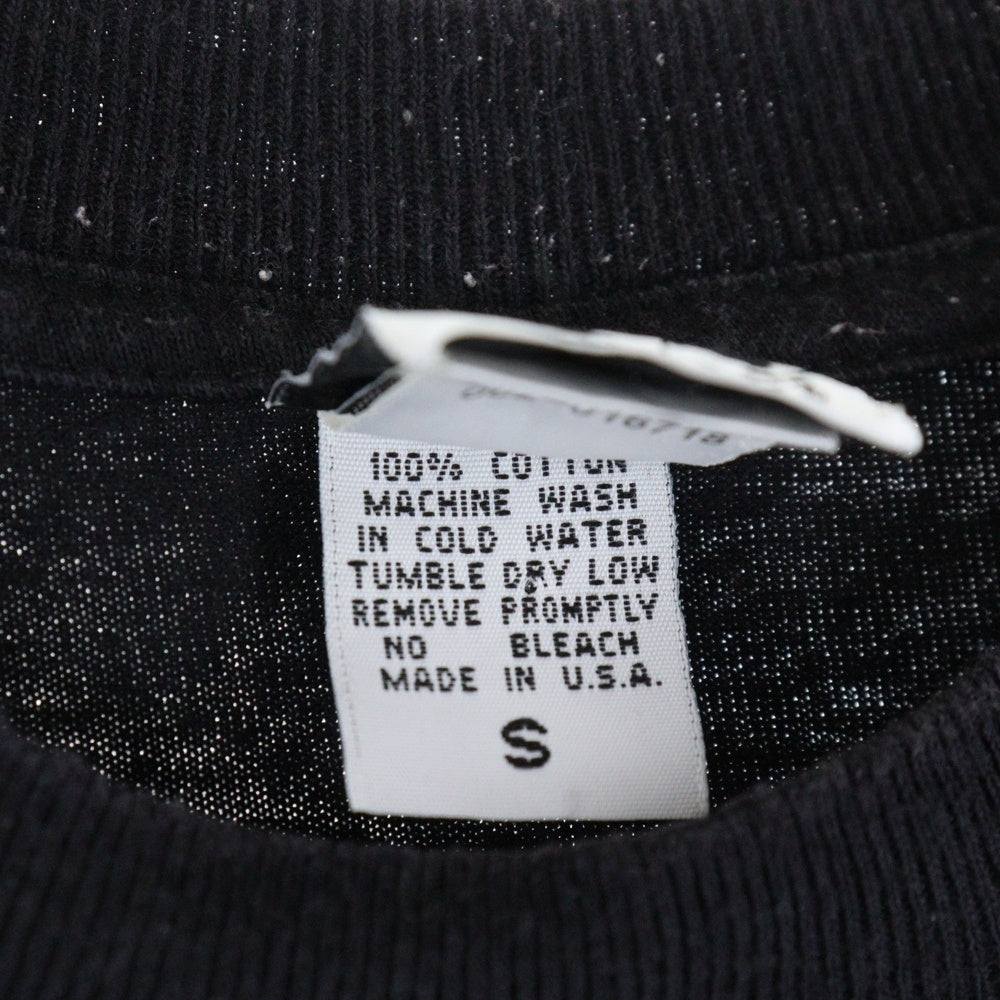 100% COTTON
MACHINE WASH
IN COLD WATER
TUMBLE DRY LOW
REMOVE PROMPTLY
NO BLEACH
MADE IN U.S.A.
S